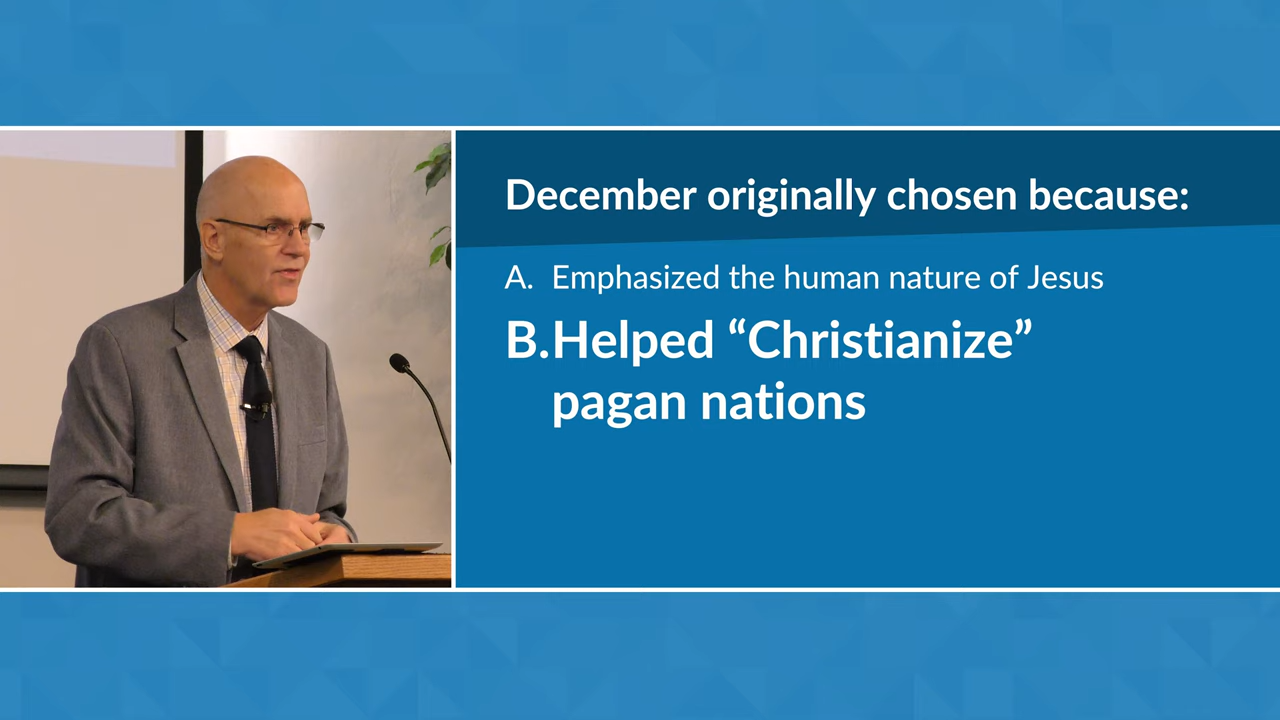 December originally chosen because:
A. Emphasized the human nature of Jesus
B.Helped “Christianize”
pagan nations